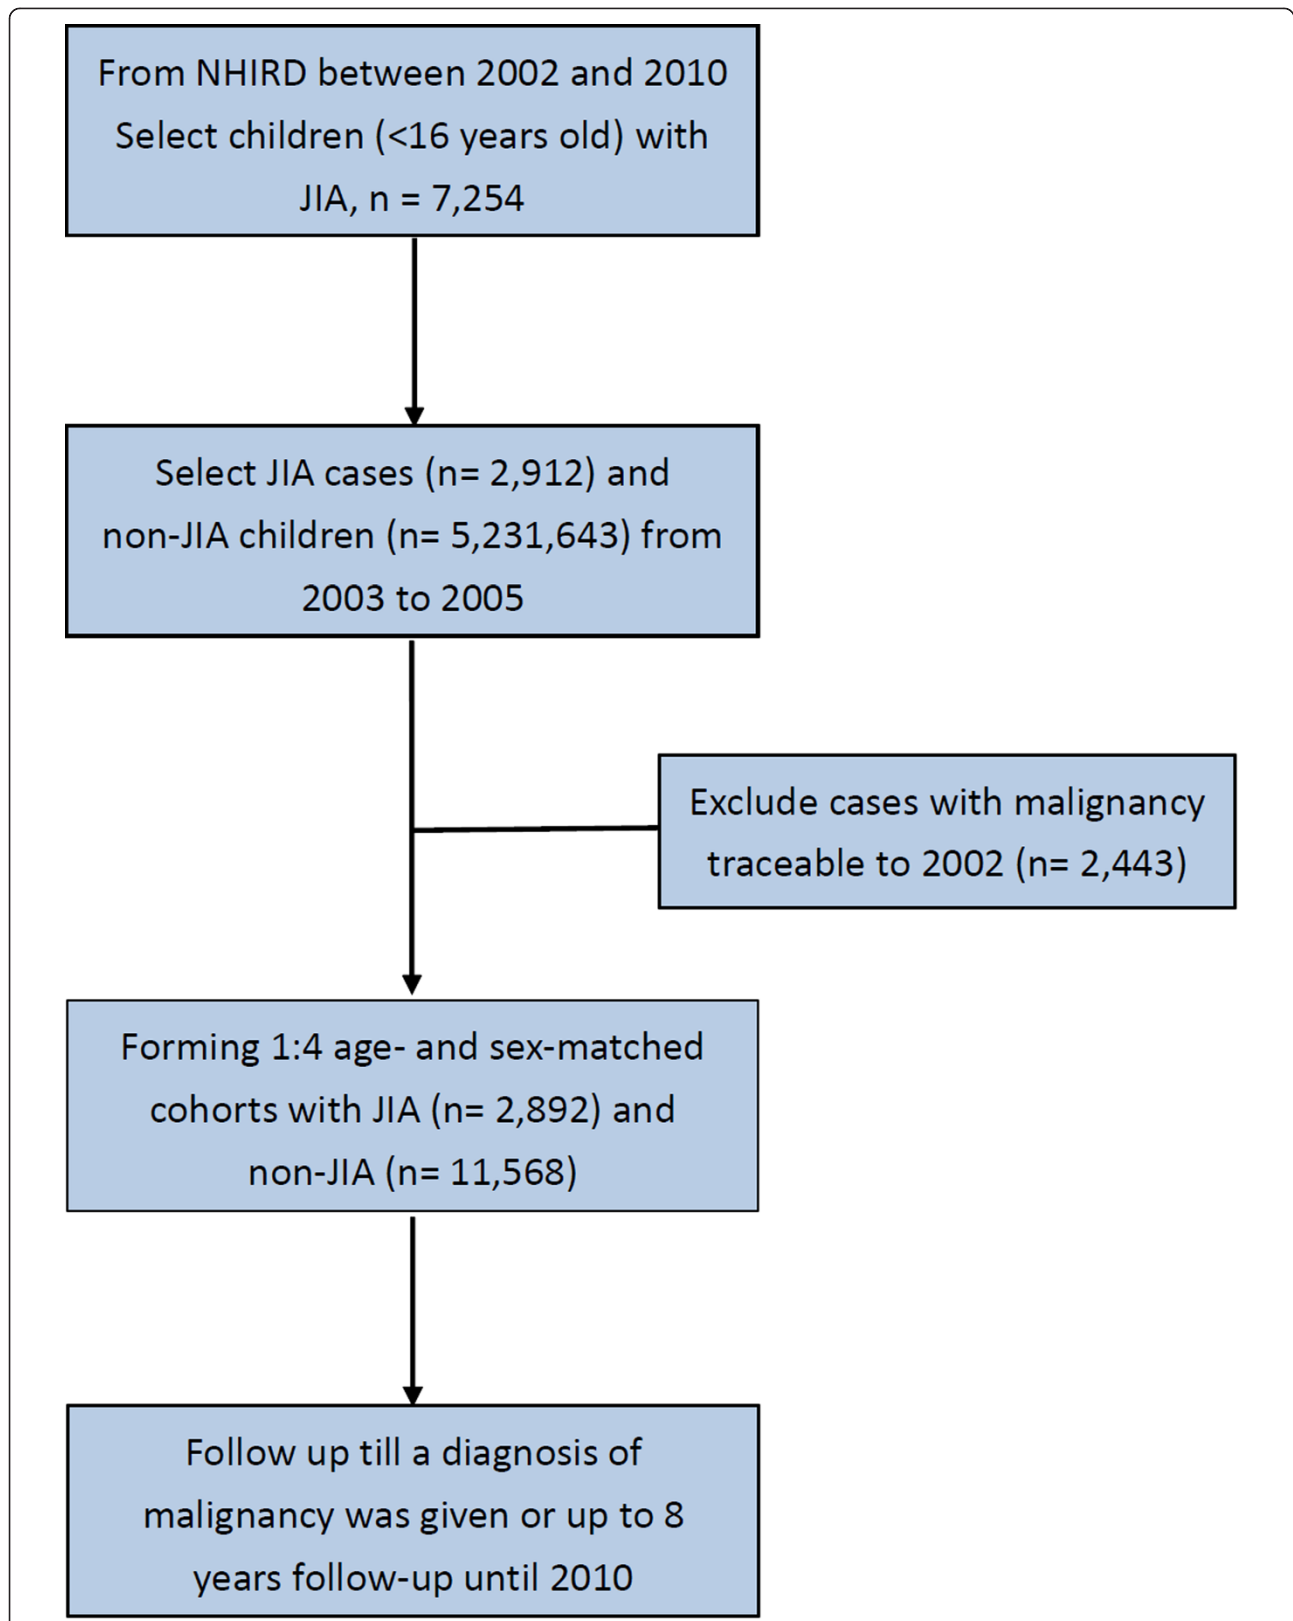 From NHIRD between 2002 and 2010
Select children (<16 years old) with
JIA, n = 7,254
Select JIA cases (n= 2,912) and
non-JIA children (n= 5,231,643) from
2003 to 2005
Exclude cases with malignancy
traceable to 2002 (n= 2,443)
Forming 1:4 age- and sex-matched
cohorts with JIA (n= 2,892) and
non-JIA (n= 11,568)
Follow up till a diagnosis of
malignancy was given or up to 8
years follow-up until 2010